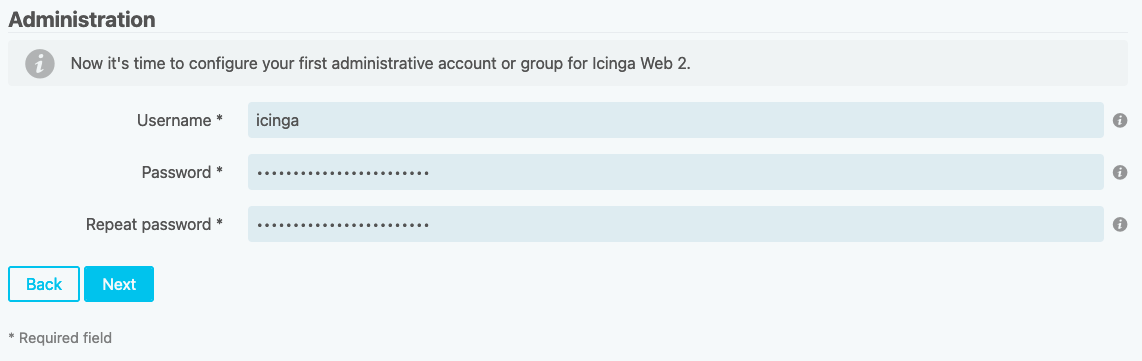 Administration
Now it's time to configure your first administrative account or group for Icinga Web 2.
Username *
icinga
Password *
••••••••••••••••••••••••
Repeat password *
••••••••••••••••••••••••
Back
Next
* Required field